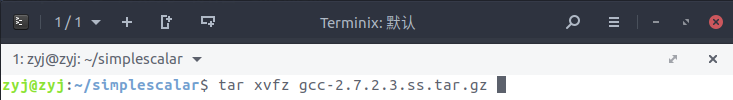 1 / 1
Terminix: 默认
1: zyj@zyj: ~/simplescalar
zyj@zyj:~/simplescalar$ tar xvfz gcc-2.7.2.3.ss.tar.gz